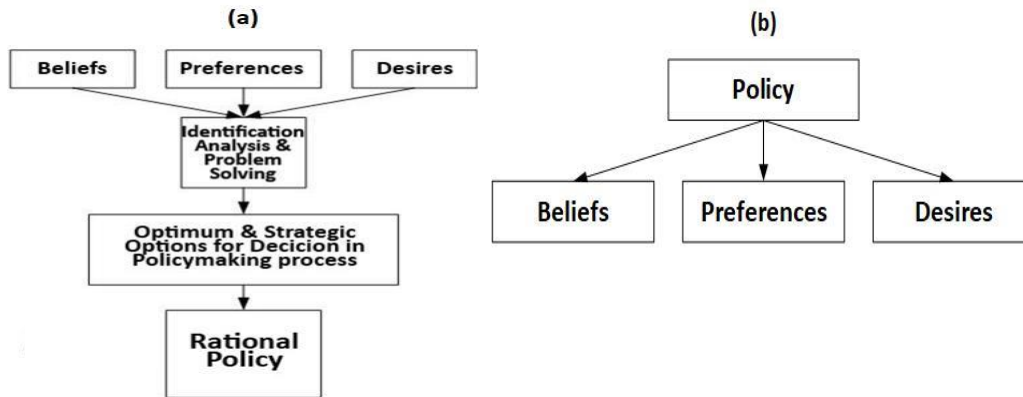 (a)
Beliefs
Preferences
Desires
Identification
Analysis &
Problem
Solving
Optimum & Strategic
Options for Decicion in
Policymaking process
Rational
Policy
(b)
Policy
Beliefs
Preferences
Desires